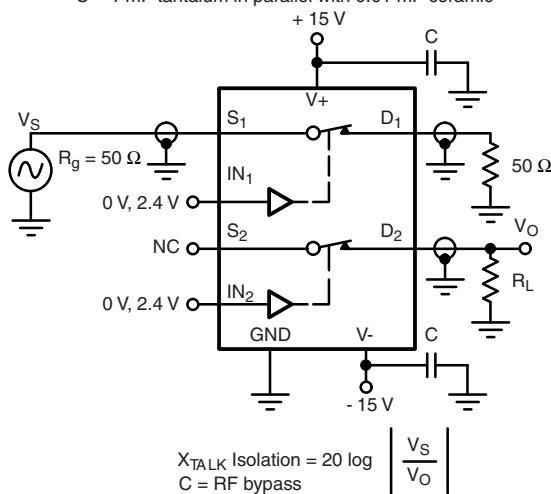 + 15 V
C
V+
VS
S1
D1
Rg = 50 Ω
50 Ω
IN1
0 V, 2.4 V
S2
D2
VO
NC
RL
IN2
0 V, 2.4 V
GND
V-
C
- 15 V
XTALK Isolation = 20 log | VS / VO |
C = RF bypass